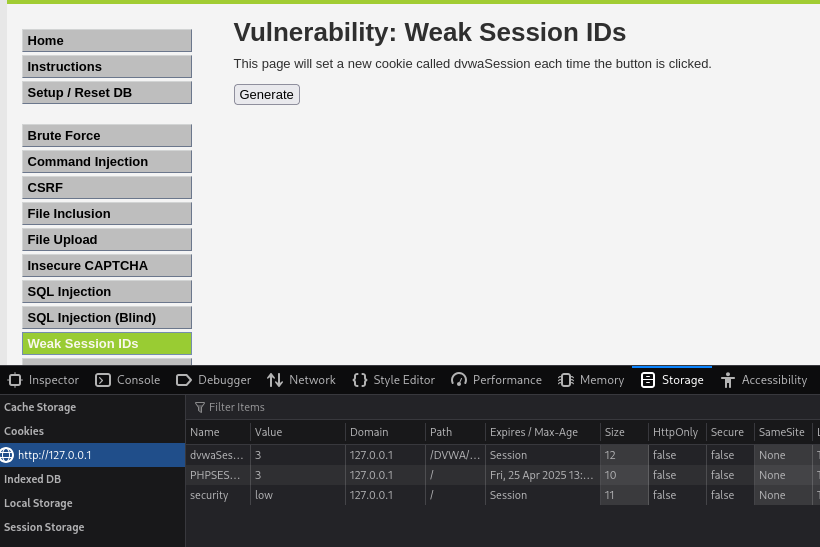 Vulnerability: Weak Session IDs
This page will set a new cookie called dvwaSession each time the button is clicked.
Generate
Home
Instructions
Setup / Reset DB
Brute Force
Command Injection
CSRF
File Inclusion
File Upload
Insecure CAPTCHA
SQL Injection
SQL Injection (Blind)
Weak Session IDs
Inspector Console Debugger Network Style Editor Performance Memory Storage Accessibility
Cache Storage
Cookies
http://127.0.0.1
Indexed DB
Local Storage
Session Storage
Filter Items
Name Value Domain Path Expires / Max-Age Size HttpOnly Secure SameSite
dvwaSes... 3 127.0.0.1 /DVWA/... Session 12 false false None
PHPSES... 3 127.0.0.1 / Fri, 25 Apr 2025 13:... 10 false false None
security low 127.0.0.1 / Session 11 false false None